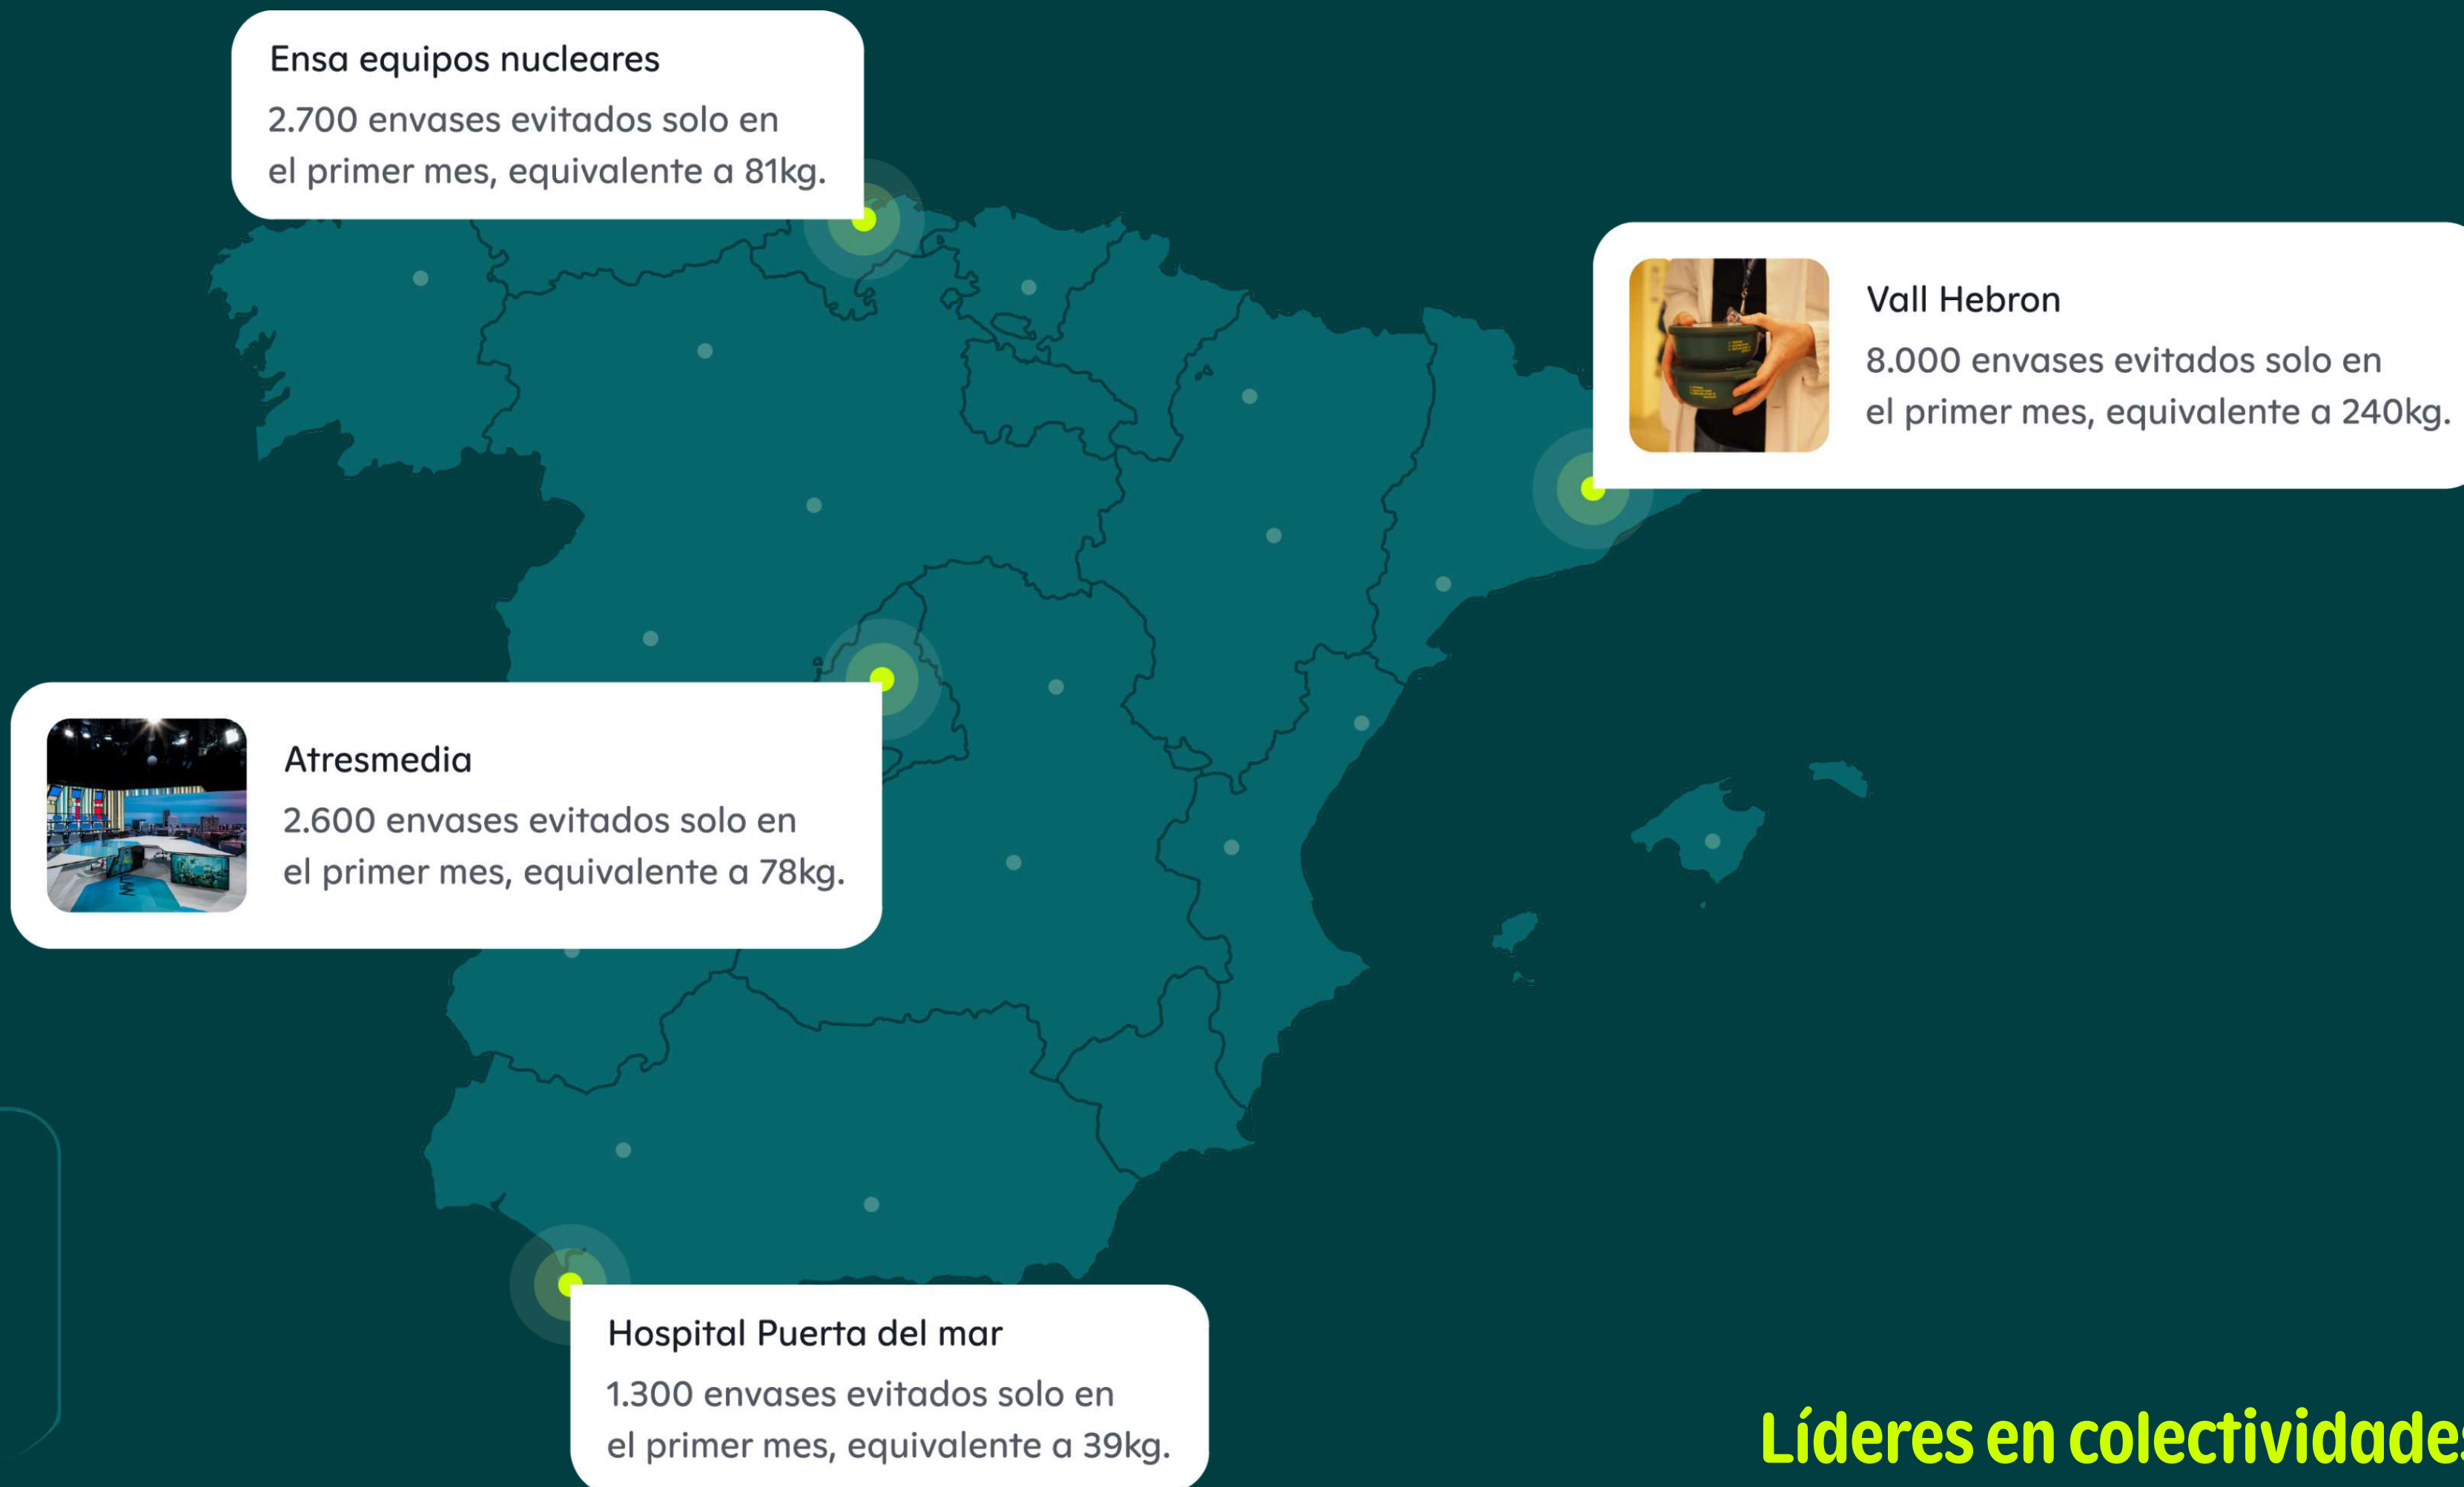 Ensa equipos nucleares
2.700 envases evitados solo en
el primer mes, equivalente a 81kg.
Vall Hebron
8.000 envases evitados solo en
el primer mes, equivalente a 240kg.
Atresmedia
2.600 envases evitados solo en
el primer mes, equivalente a 78kg.
Hospital Puerta del mar
1.300 envases evitados solo en
el primer mes, equivalente a 39kg.
Líderes en colectividades